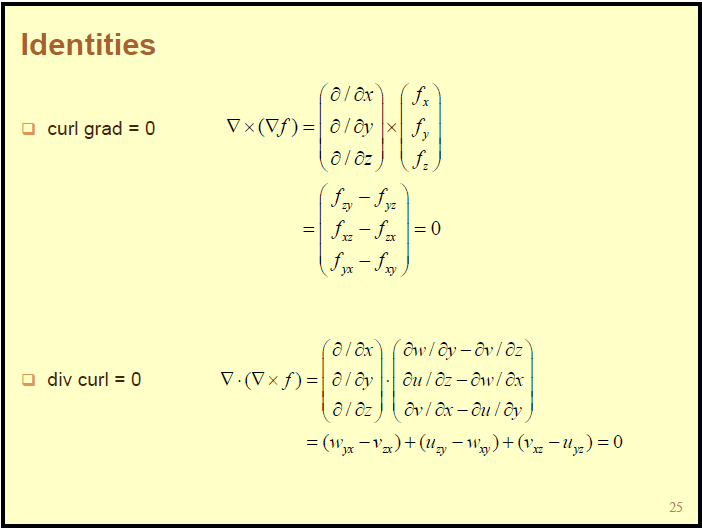 Identities
❑ curl grad = 0
∇ × (∇f) = (∂/∂x ∂/∂y ∂/∂z) × (f_x f_y f_z)
= (f_zy − f_yz f_xz − f_zx f_yx − f_xy) = 0
❑ div curl = 0
∇ · (∇ × f) = (∂/∂x ∂/∂y ∂/∂z) · (∂w/∂y − ∂v/∂z ∂u/∂z − ∂w/∂x ∂v/∂x − ∂u/∂y)
= (w_yx − v_zx) + (u_zy − w_xy) + (v_xz − u_yz) = 0
25